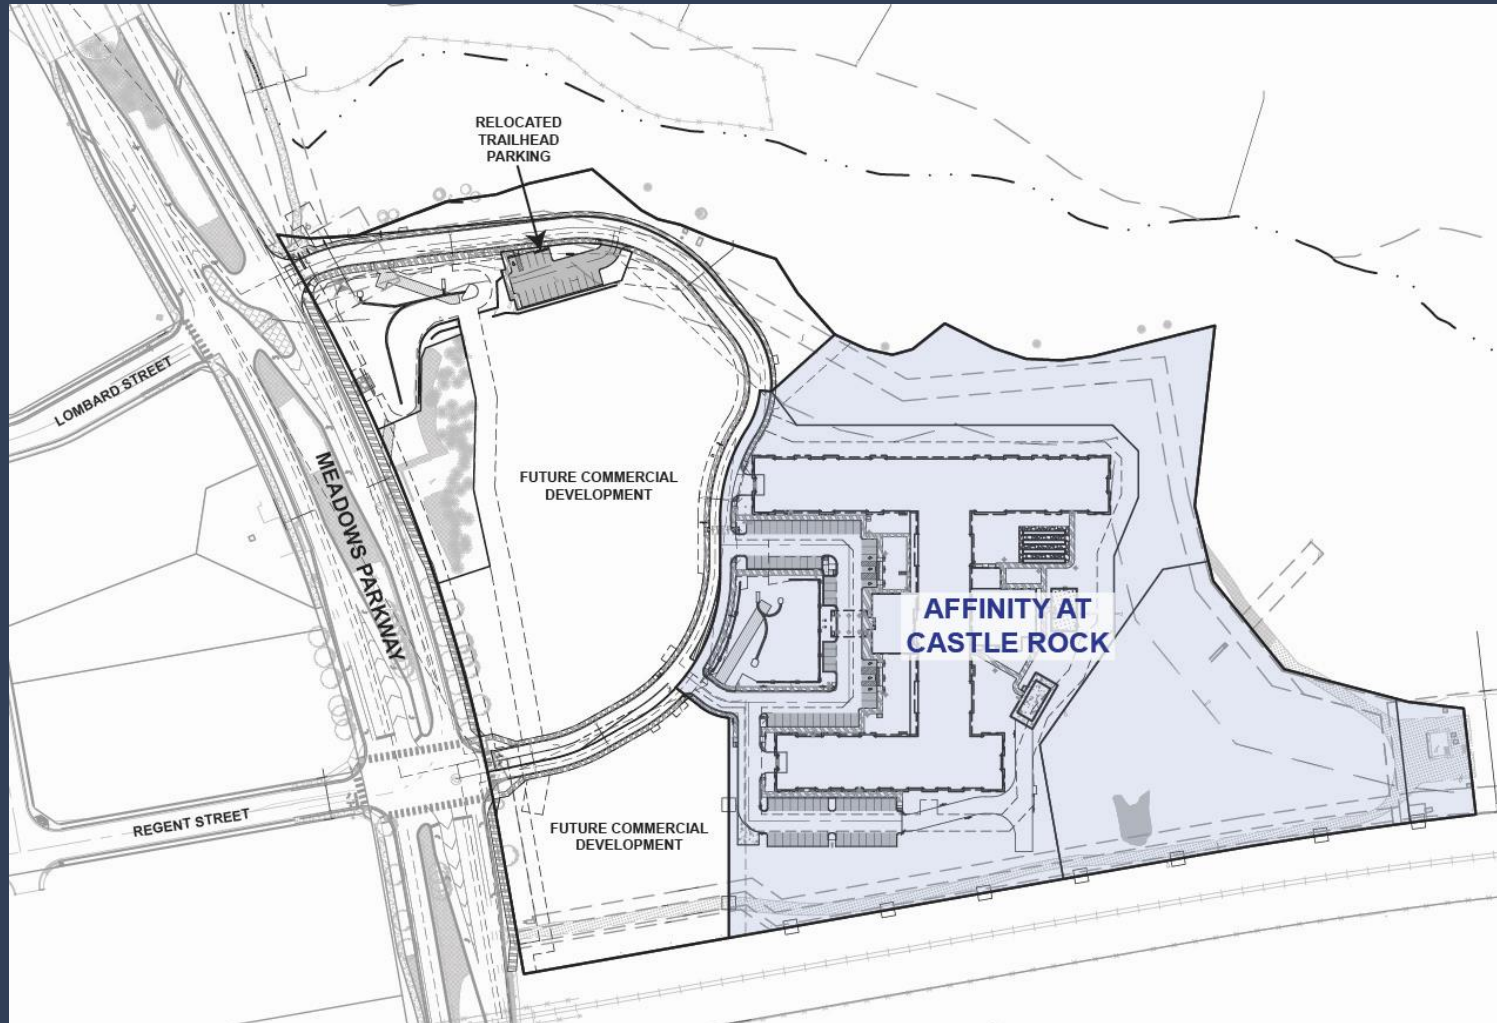 RELOCATED
TRAILHEAD
PARKING
LOMBARD STREET
MEADOWS PARKWAY
FUTURE COMMERCIAL
DEVELOPMENT
AFFINITY AT
CASTLE ROCK
REGENT STREET
FUTURE COMMERCIAL
DEVELOPMENT